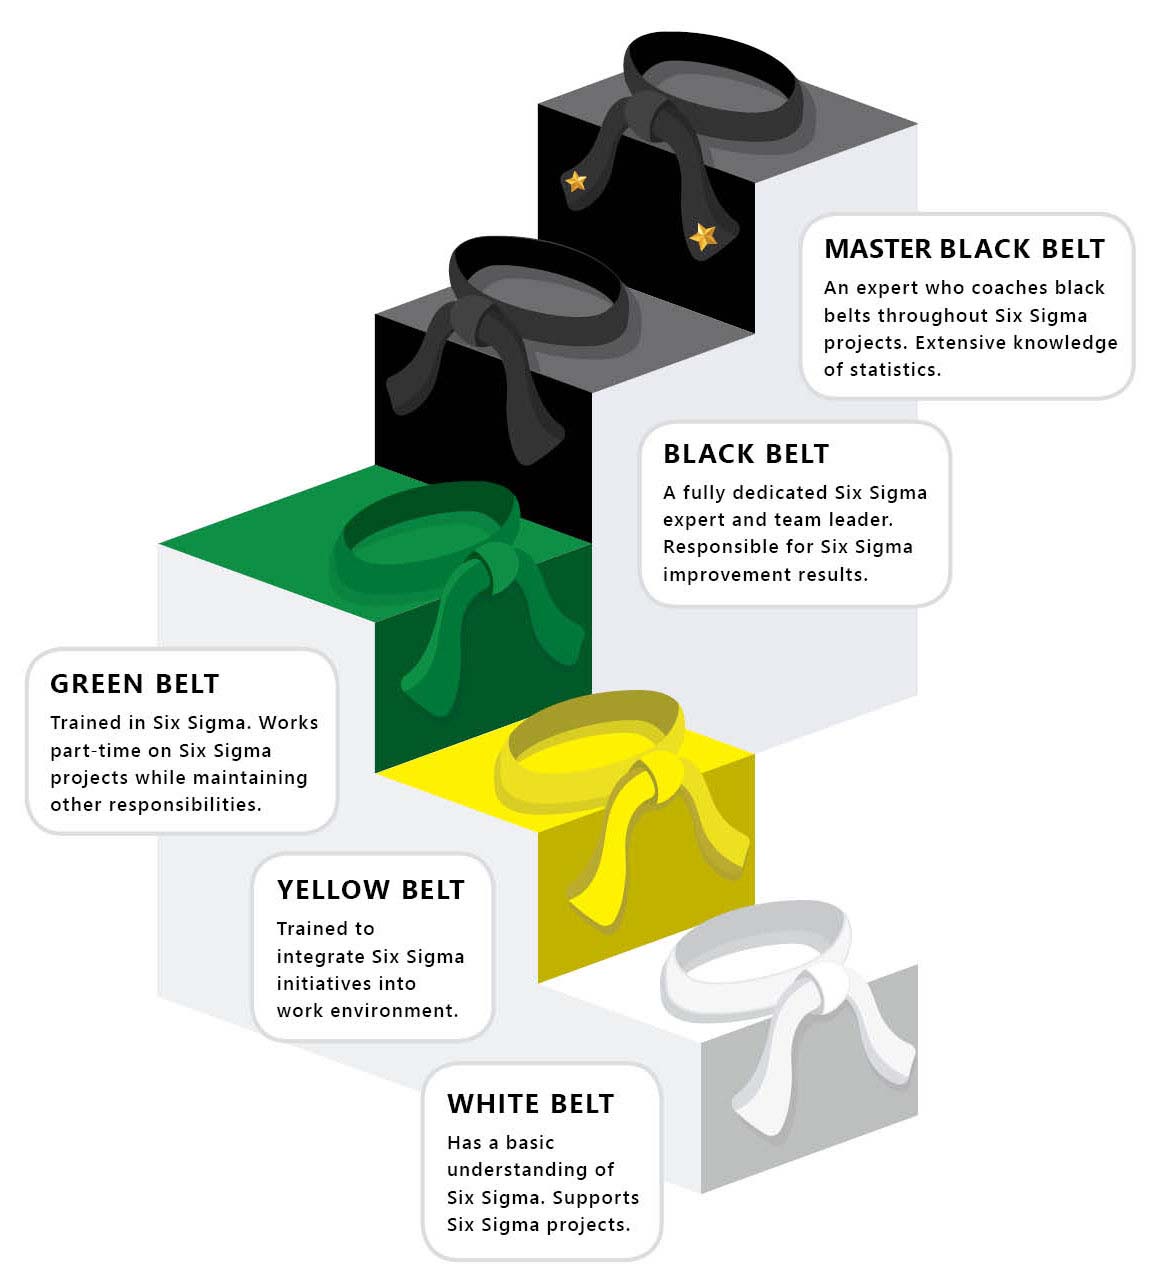 MASTER BLACK BELT
An expert who coaches black
belts throughout Six Sigma
projects. Extensive knowledge
of statistics.
BLACK BELT
A fully dedicated Six Sigma
expert and team leader.
Responsible for Six Sigma
improvement results.
GREEN BELT
Trained in Six Sigma. Works
part-time on Six Sigma
projects while maintaining
other responsibilities.
YELLOW BELT
Trained to
integrate Six Sigma
initiatives into
work environment.
WHITE BELT
Has a basic
understanding of
Six Sigma. Supports
Six Sigma projects.